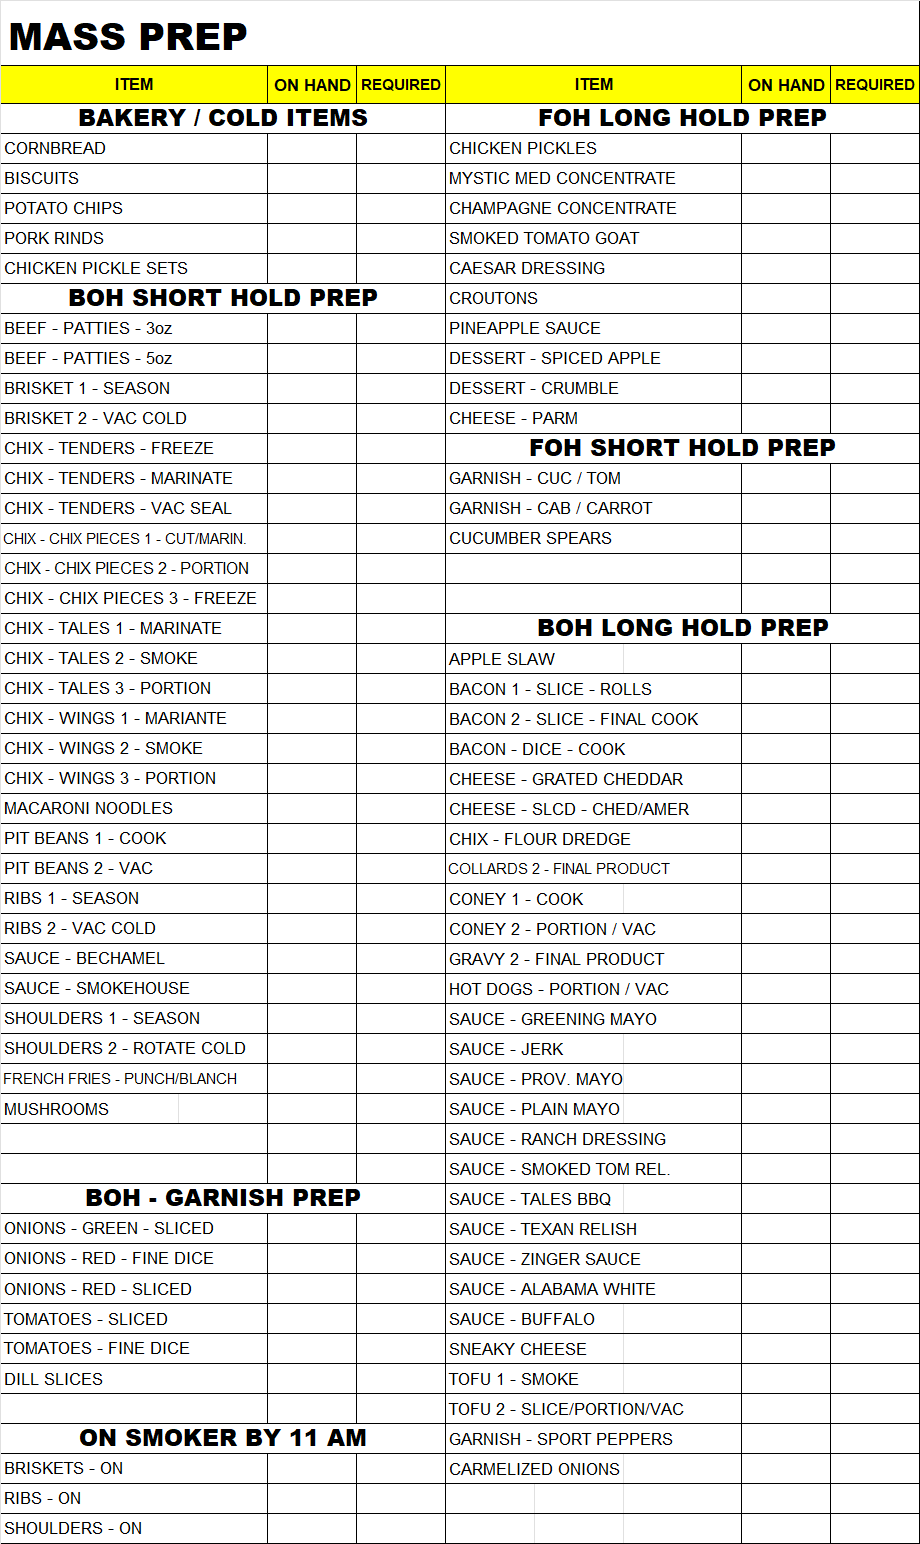 MASS PREP
ITEM ON HAND REQUIRED ITEM ON HAND REQUIRED
BAKERY / COLD ITEMS
CORNBREAD
BISCUITS
POTATO CHIPS
PORK RINDS
CHICKEN PICKLE SETS
BOH SHORT HOLD PREP
BEEF - PATTIES - 3oz
BEEF - PATTIES - 5oz
BRISKET 1 - SEASON
BRISKET 2 - VAC COLD
CHIX - TENDERS - FREEZE
CHIX - TENDERS - MARINATE
CHIX - TENDERS - VAC SEAL
CHIX - CHIX PIECES 1 - CUT/MARIN.
CHIX - CHIX PIECES 2 - PORTION
CHIX - CHIX PIECES 3 - FREEZE
CHIX - TALES 1 - MARINATE
CHIX - TALES 2 - SMOKE
CHIX - TALES 3 - PORTION
CHIX - WINGS 1 - MARIANTE
CHIX - WINGS 2 - SMOKE
CHIX - WINGS 3 - PORTION
MACARONI NOODLES
PIT BEANS 1 - COOK
PIT BEANS 2 - VAC
RIBS 1 - SEASON
RIBS 2 - VAC COLD
SAUCE - BECHAMEL
SAUCE - SMOKEHOUSE
SHOULDERS 1 - SEASON
SHOULDERS 2 - ROTATE COLD
FRENCH FRIES - PUNCH/BLANCH
MUSHROOMS
BOH - GARNISH PREP
ONIONS - GREEN - SLICED
ONIONS - RED - FINE DICE
ONIONS - RED - SLICED
TOMATOES - SLICED
TOMATOES - FINE DICE
DILL SLICES
ON SMOKER BY 11 AM
BRISKETS - ON
RIBS - ON
SHOULDERS - ON
FOH LONG HOLD PREP
CHICKEN PICKLES
MYSTIC MED CONCENTRATE
CHAMPAGNE CONCENTRATE
SMOKED TOMATO GOAT
CAESAR DRESSING
CROUTONS
PINEAPPLE SAUCE
DESSERT - SPICED APPLE
DESSERT - CRUMBLE
CHEESE - PARM
FOH SHORT HOLD PREP
GARNISH - CUC / TOM
GARNISH - CAB / CARROT
CUCUMBER SPEARS
BOH LONG HOLD PREP
APPLE SLAW
BACON 1 - SLICE - ROLLS
BACON 2 - SLICE - FINAL COOK
BACON - DICE - COOK
CHEESE - GRATED CHEDDAR
CHEESE - SLCD - CHED/AMER
CHIX - FLOUR DREDGE
COLLARDS 2 - FINAL PRODUCT
CONEY 1 - COOK
CONEY 2 - PORTION / VAC
GRAVY 2 - FINAL PRODUCT
HOT DOGS - PORTION / VAC
SAUCE - GREENING MAYO
SAUCE - JERK
SAUCE - PROV. MAYO
SAUCE - PLAIN MAYO
SAUCE - RANCH DRESSING
SAUCE - SMOKED TOM REL.
SAUCE - TALES BBQ
SAUCE - TEXAN RELISH
SAUCE - ZINGER SAUCE
SAUCE - ALABAMA WHITE
SAUCE - BUFFALO
SNEAKY CHEESE
TOFU 1 - SMOKE
TOFU 2 - SLICE/PORTION/VAC
GARNISH - SPORT PEPPERS
CARMELIZED ONIONS